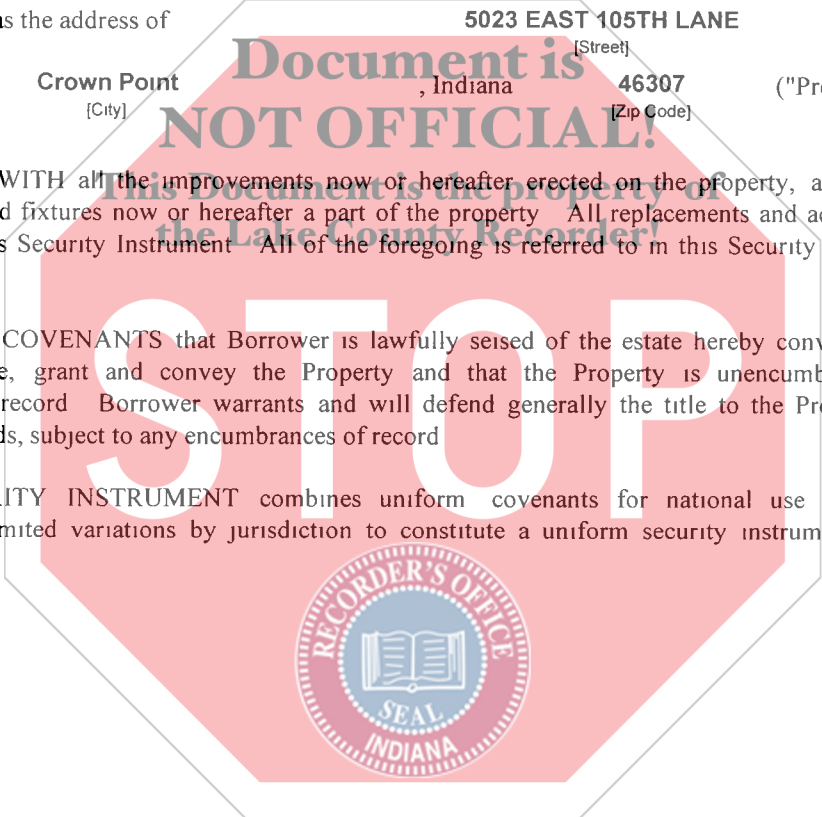 as the address of 5023 EAST 105TH LANE
[Street]
Crown Point , Indiana 46307 ("Pro
[City] [Zip Code]
Document is
NOT OFFICIAL!
This Document is the property of
the Lake County Recorder!
WITH all the improvements now or hereafter erected on the property, a
d fixtures now or hereafter a part of the property All replacements and ad
s Security Instrument All of the foregoing is referred to in this Security
COVENANTS that Borrower is lawfully seised of the estate hereby conv
e, grant and convey the Property and that the Property is unencumb
record Borrower warrants and will defend generally the title to the Pro
ds, subject to any encumbrances of record
STOP
ITY INSTRUMENT combines uniform covenants for national use
mited variations by jurisdiction to constitute a uniform security instrum
RECORDER'S OFFICE
SEAL
INDIANA